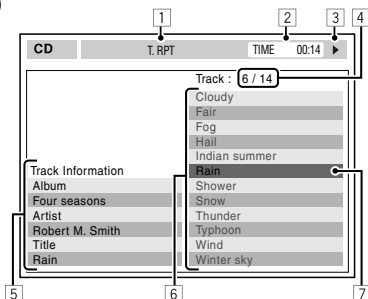 )
1 2 3 4
CD T. RPT TIME 00:14
Track : 6 / 14
Cloudy
Fair
Fog
Hail
Indian summer
Rain
Shower
Snow
Thunder
Typhoon
Wind
Winter sky
Track Information
Album
Four seasons
Artist
Robert M. Smith
Title
Rain
5 6 7